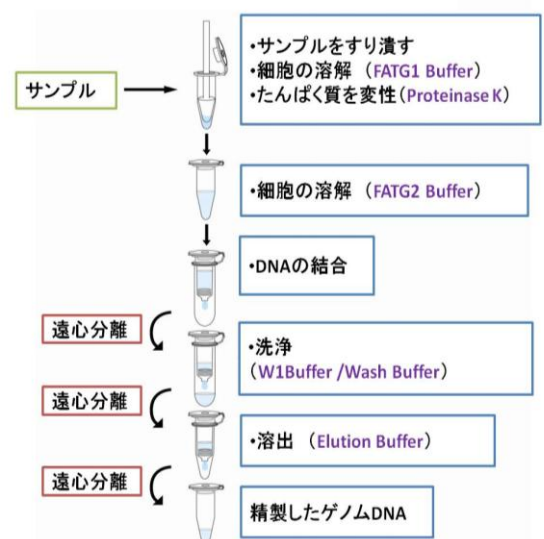 サンプル
・サンプルをすり潰す
・細胞の溶解 （FATG1 Buffer）
・たんぱく質を変性（Proteinase K）
・細胞の溶解 （FATG2 Buffer）
・DNAの結合
遠心分離
・洗浄
（W1Buffer /Wash Buffer）
遠心分離
・溶出 （Elution Buffer）
遠心分離
精製したゲノムDNA